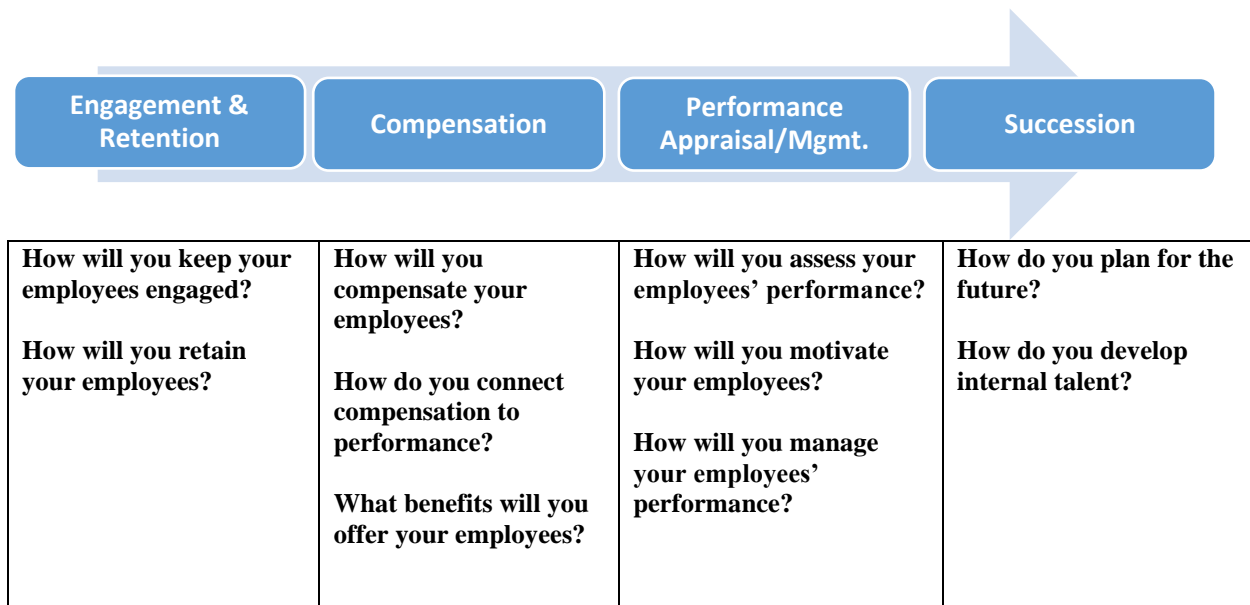 Engagement &
Retention
Compensation
Performance
Appraisal/Mgmt.
Succession
How will you keep your
employees engaged?
How will you retain
your employees?
How will you
compensate your
employees?
How do you connect
compensation to
performance?
What benefits will you
offer your employees?
How will you assess your
employees’ performance?
How will you motivate
your employees?
How will you manage
your employees’
performance?
How do you plan for the
future?
How do you develop
internal talent?